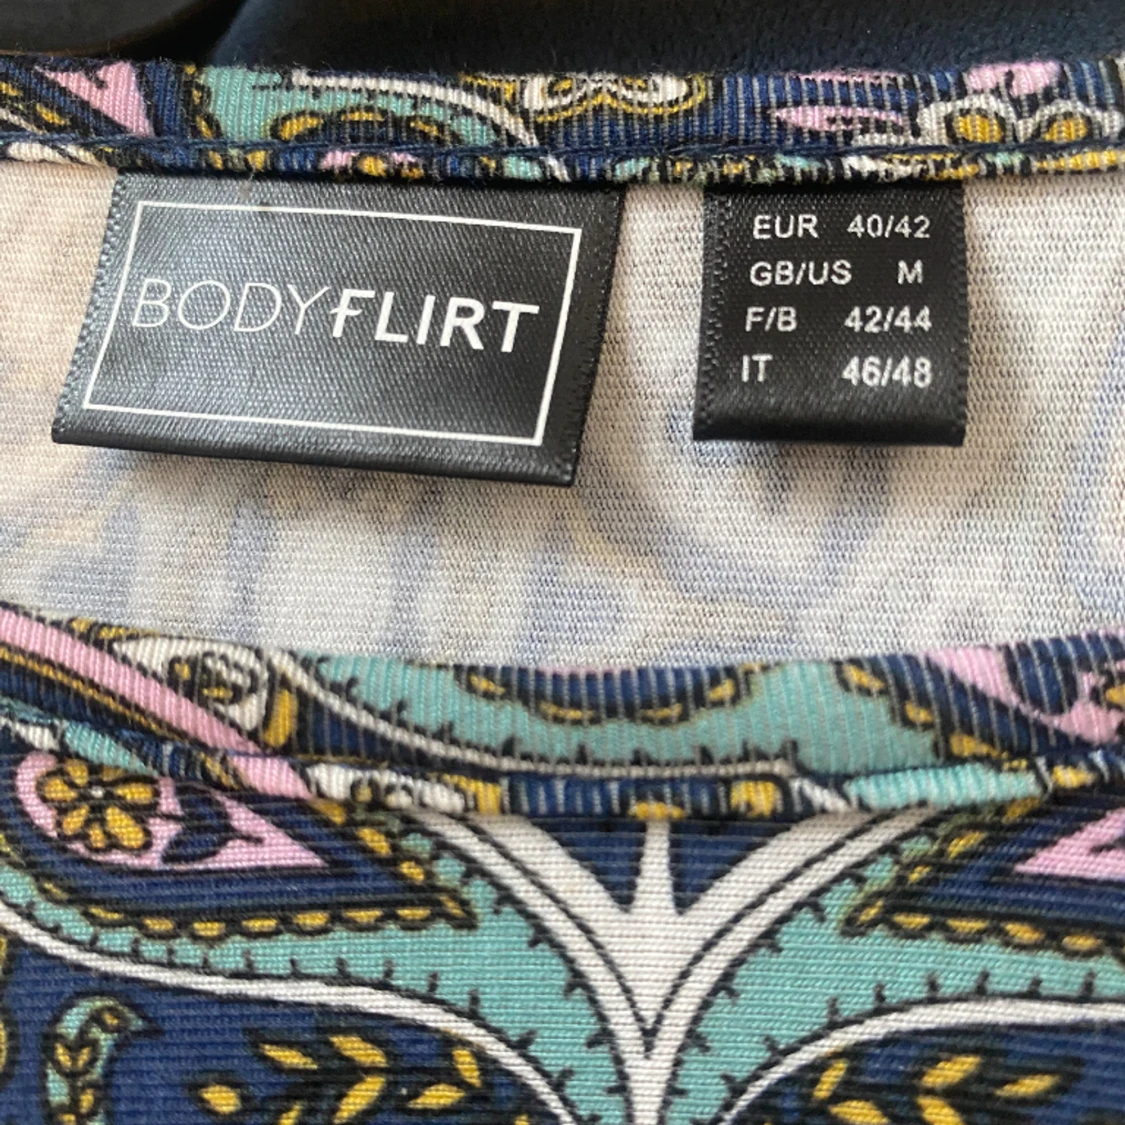 BODYFLIRT
EUR 40/42
GB/US M
F/B 42/44
IT 46/48